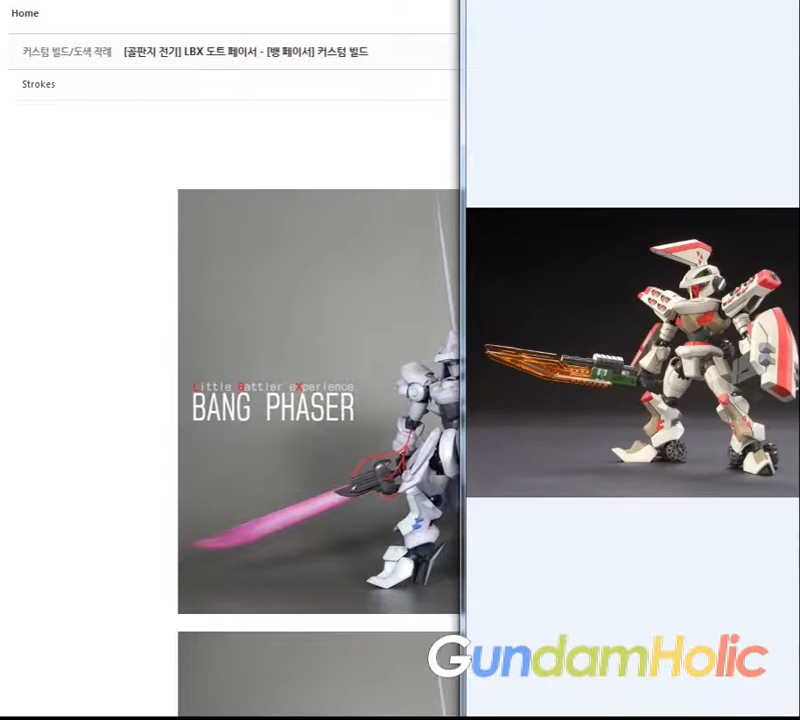 Home
커스텀 빌드/도색 작례 [골판지 전기] LBX 도트 페이서 - [뱅 페이서] 커스텀 빌드
Strokes
Little Battler eXperience
BANG PHASER
GundamHolic